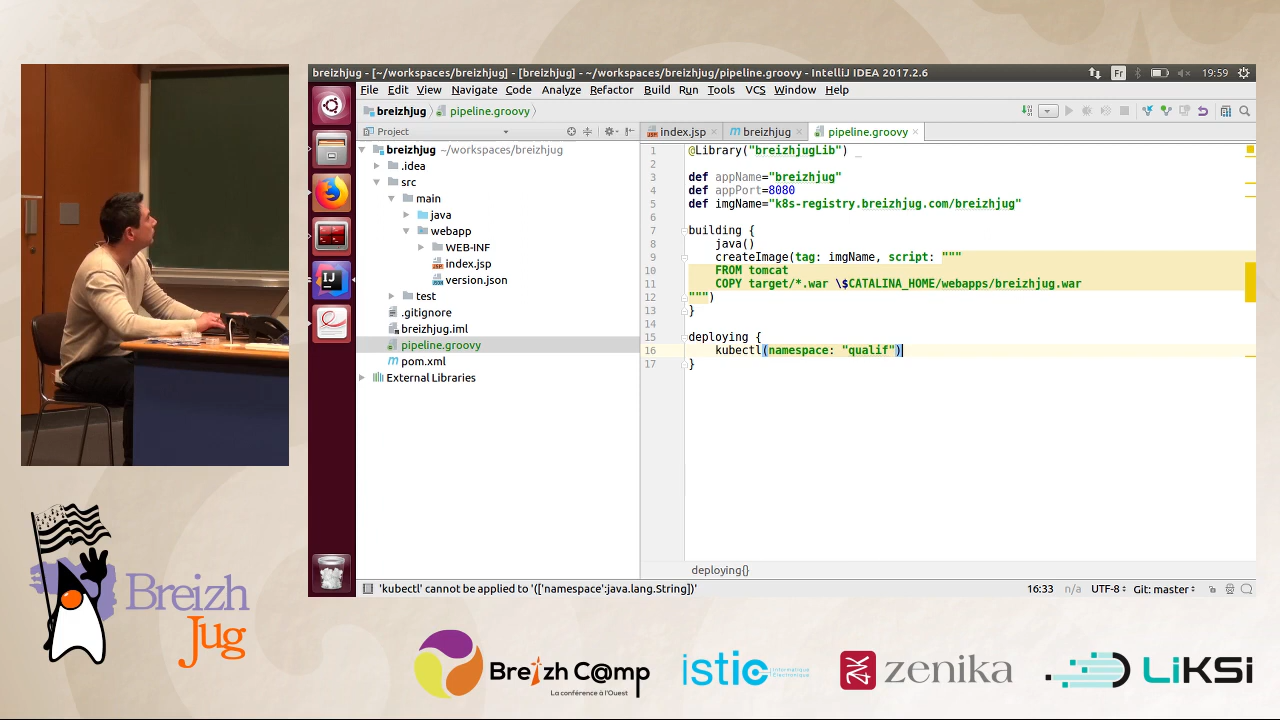 breizhjug - [~/workspaces/breizhjug] - [breizhjug] - ~/workspaces/breizhjug/pipeline.groovy - IntelliJ IDEA 2017.2.6
Fr
19:59
File Edit View Navigate Code Analyze Refactor Build Run Tools VCS Window Help
breizhjug pipeline.groovy
Project
index.jsp
breizhjug
pipeline.groovy
breizhjug ~/workspaces/breizhjug
.idea
src
main
java
webapp
WEB-INF
index.jsp
version.json
test
.gitignore
breizhjug.iml
pipeline.groovy
pom.xml
External Libraries
1 @Library("breizhjugLib") _
2
3 def appName="breizhjug"
4 def appPort=8080
5 def imgName="k8s-registry.breizhjug.com/breizhjug"
6
7 building {
8 java()
9 createImage(tag: imgName, script: """
10 FROM tomcat
11 COPY target/*.war \$CATALINA_HOME/webapps/breizhjug.war
12 """)
13 }
14
15 deploying {
16 kubectl(namespace: "qualif")
17 }
deploying{}
'kubectl' cannot be applied to '(['namespace':java.lang.String])'
16:33 n/a UTF-8 Git: master
Breizh
Jug
Breizh C@mp
La conférence à l'Ouest
istic
Informatique
Électronique
zenika
LiKSi